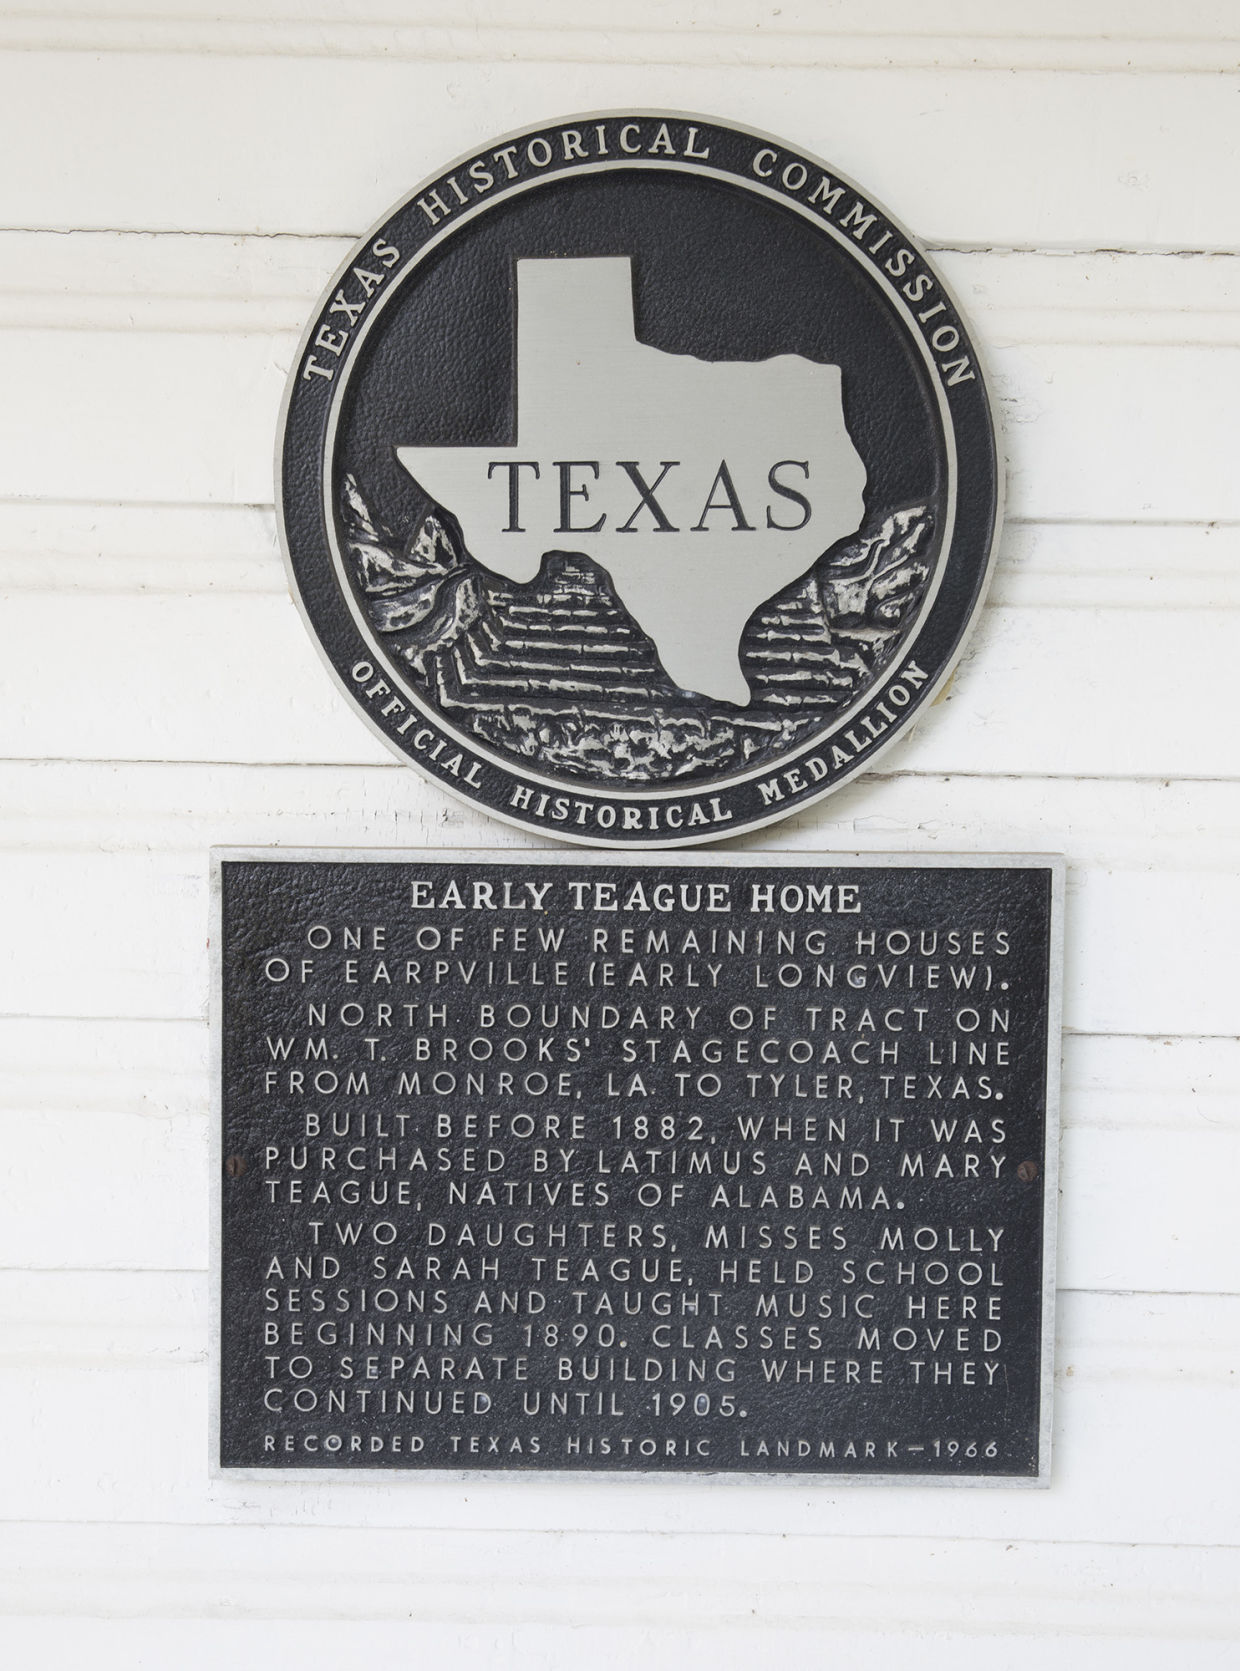 TEXAS HISTORICAL COMMISSION
TEXAS
OFFICIAL HISTORICAL MEDALLION
EARLY TEAGUE HOME
ONE OF FEW REMAINING HOUSES
OF EARPVILLE (EARLY LONGVIEW).
NORTH BOUNDARY OF TRACT ON
WM. T. BROOKS' STAGECOACH LINE
FROM MONROE, LA. TO TYLER, TEXAS.
BUILT BEFORE 1882, WHEN IT WAS
PURCHASED BY LATIMUS AND MARY
TEAGUE, NATIVES OF ALABAMA.
TWO DAUGHTERS, MISSES MOLLY
AND SARAH TEAGUE, HELD SCHOOL
SESSIONS AND TAUGHT MUSIC HERE
BEGINNING 1890. CLASSES MOVED
TO SEPARATE BUILDING WHERE THEY
CONTINUED UNTIL 1905.
RECORDED TEXAS HISTORIC LANDMARK—1966